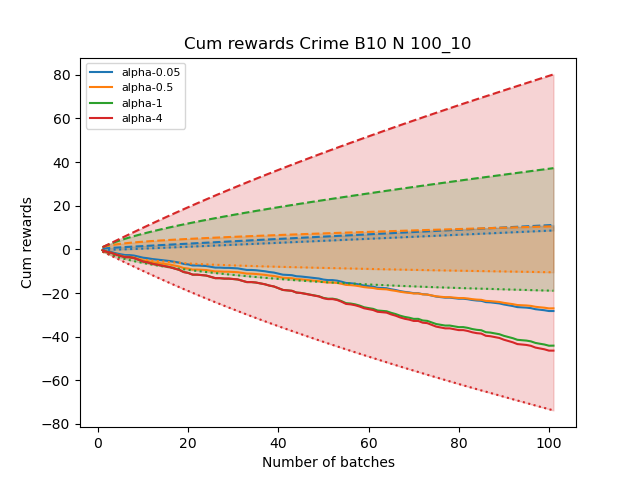 Cum rewards Crime B10 N 100_10
alpha-0.05
alpha-0.5
alpha-1
alpha-4
80
60
40
20
0
−20
−40
−60
−80
Cum rewards
0 20 40 60 80 100
Number of batches